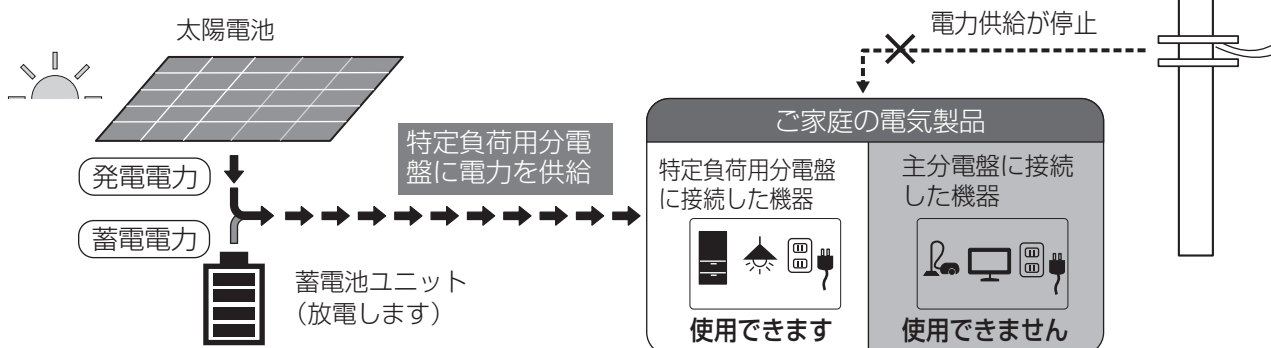 太陽電池
電力供給が停止
発電電力
蓄電電力
特定負荷用分電
盤に電力を供給
蓄電池ユニット
（放電します）
ご家庭の電気製品
特定負荷用分電盤
に接続した機器
使用できます
主分電盤に接続
した機器
使用できません